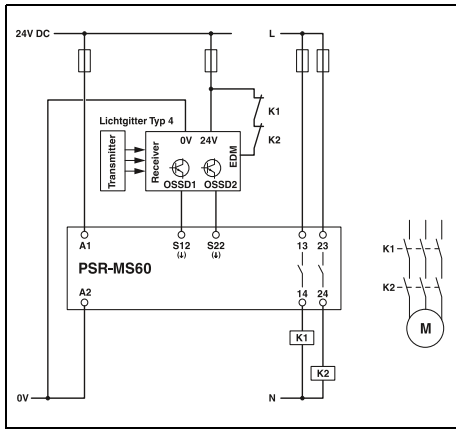 24V DC
L
K1
K2
Lichtgitter Typ 4
0V 24V
Transmitter
Receiver
EDM
OSSD1 OSSD2
A1
S12
(↓)
S22
(↓)
13 23
PSR-MS60
A2
14 24
K1
K2
0V
N
K1
K2
M